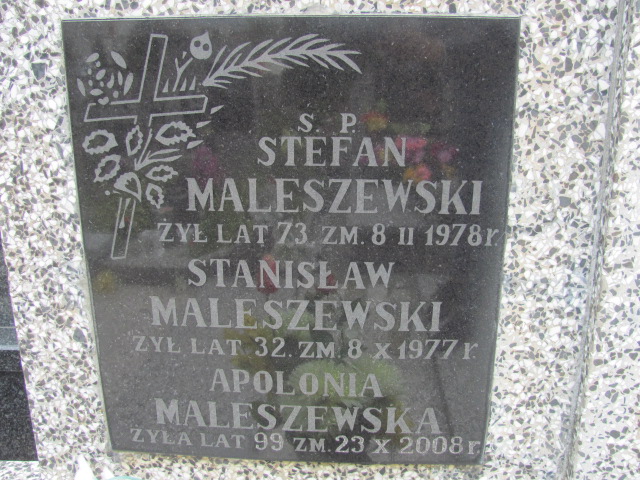 S. P.
STEFAN
MALESZEWSKI
ŻYŁ LAT 73. ZM. 8 II 1978 r.
STANISŁAW
MALESZEWSKI
ŻYŁ LAT 32. ZM. 8 X 1977 r.
APOLONIA
MALESZEWSKA
ŻYŁA LAT 99 ZM. 23 X 2008 r.